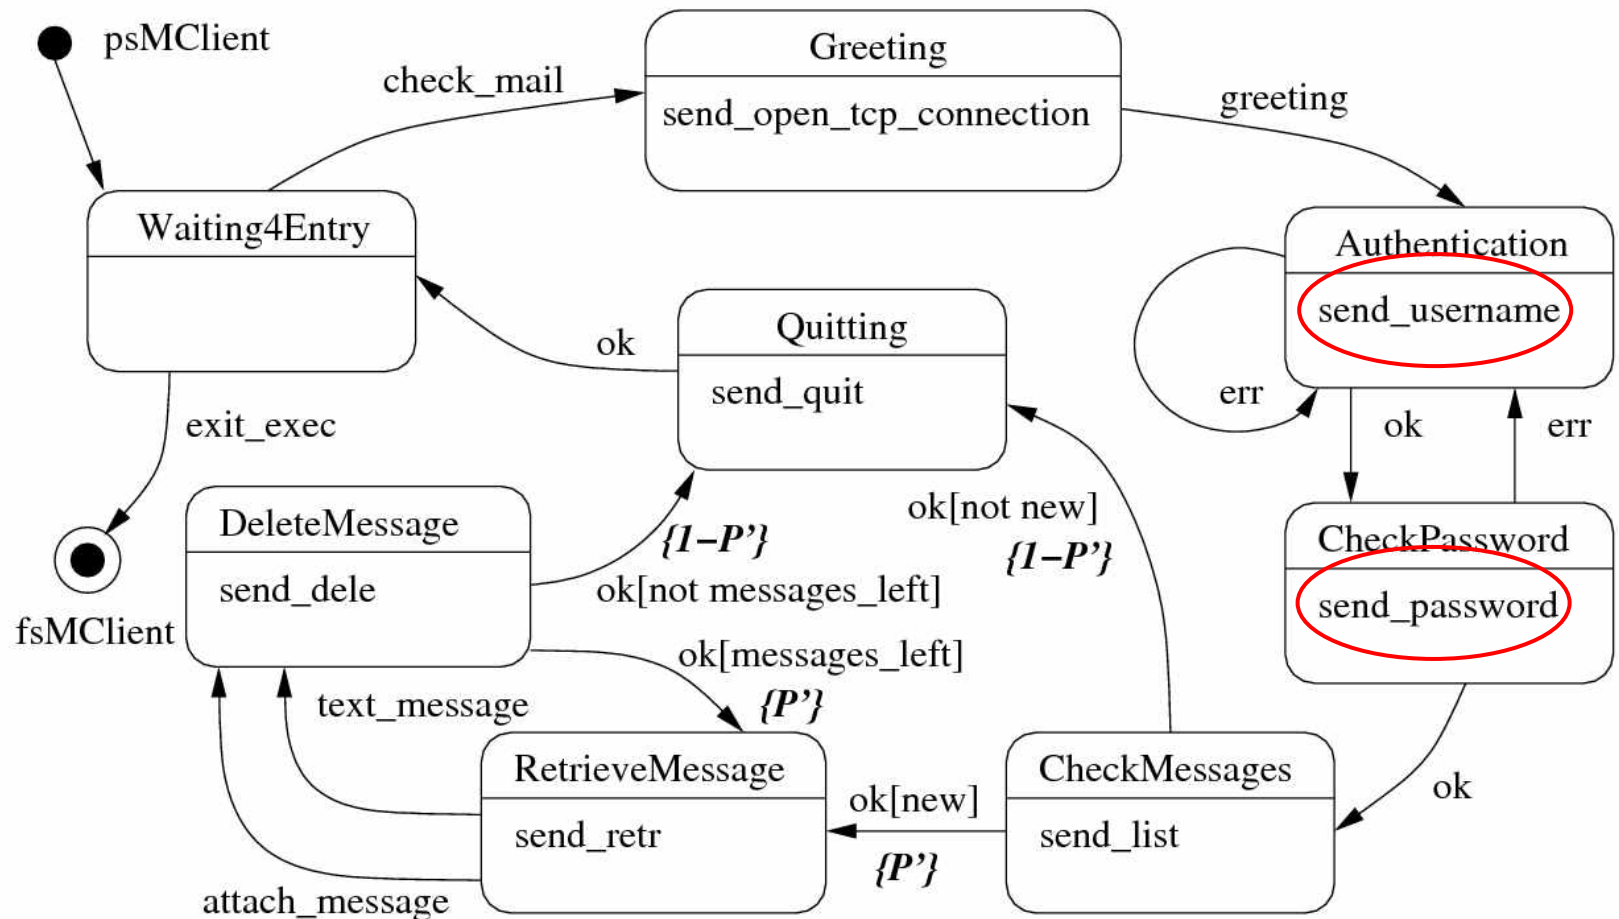 psMClient
Greeting
check_mail
send_open_tcp_connection
greeting
Waiting4Entry
Authentication
send_username
Quitting
ok
send_quit
err
ok
err
exit_exec
DeleteMessage
ok[not new]
{1–P'}
{1–P'}
CheckPassword
send_dele
ok[not messages_left]
send_password
fsMClient
ok[messages_left]
{P'}
text_message
RetrieveMessage
CheckMessages
ok[new]
ok
send_retr
send_list
{P'}
attach_message